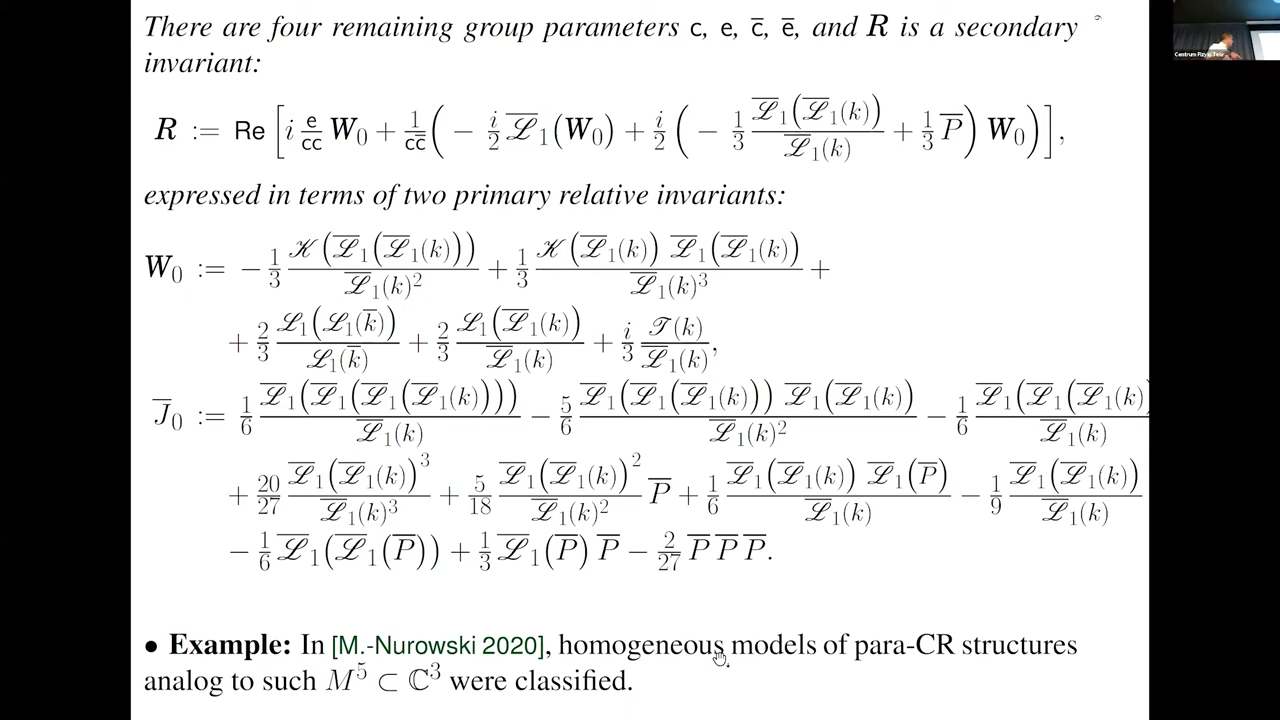 There are four remaining group parameters c, e, c̄, ē, and R is a secondary
invariant:
R := Re [ i e/cc W₀ + 1/cc̄ ( − i/2 ℒ̄₁(W₀) + i/2 ( − 1/3 ℒ̄₁(ℒ̄₁(k))/ℒ̄₁(k) + 1/3 P̄ ) W₀ ) ],
expressed in terms of two primary relative invariants:
W₀ := − 1/3 𝒦(ℒ̄₁(ℒ̄₁(k)))/ℒ̄₁(k)² + 1/3 𝒦(ℒ̄₁(k)) ℒ̄₁(ℒ̄₁(k))/ℒ̄₁(k)³ +
+ 2/3 ℒ₁(ℒ₁(k̄))/ℒ₁(k̄) + 2/3 ℒ₁(ℒ̄₁(k))/ℒ̄₁(k) + i/3 𝒯(k)/ℒ̄₁(k),
J̄₀ := 1/6 ℒ̄₁(ℒ̄₁(ℒ̄₁(ℒ̄₁(k))))/ℒ̄₁(k) − 5/6 ℒ̄₁(ℒ̄₁(ℒ̄₁(k))) ℒ̄₁(ℒ̄₁(k))/ℒ̄₁(k)² − 1/6 ℒ̄₁(ℒ̄₁(ℒ̄₁(k)/ℒ̄₁(k)
+ 20/27 ℒ̄₁(ℒ̄₁(k))³/ℒ̄₁(k)³ + 5/18 ℒ̄₁(ℒ̄₁(k))²/ℒ̄₁(k)² P̄ + 1/6 ℒ̄₁(ℒ̄₁(k)) ℒ̄₁(P̄)/ℒ̄₁(k) − 1/9 ℒ̄₁(ℒ̄₁(k))/ℒ̄₁(k)
− 1/6 ℒ̄₁(ℒ̄₁(P̄)) + 1/3 ℒ̄₁(P̄) P̄ − 2/27 P̄ P̄ P̄.
• Example: In [M.-Nurowski 2020], homogeneous models of para-CR structures
analog to such M⁵ ⊂ ℂ³ were classified.
Centrum Fizyki Teor